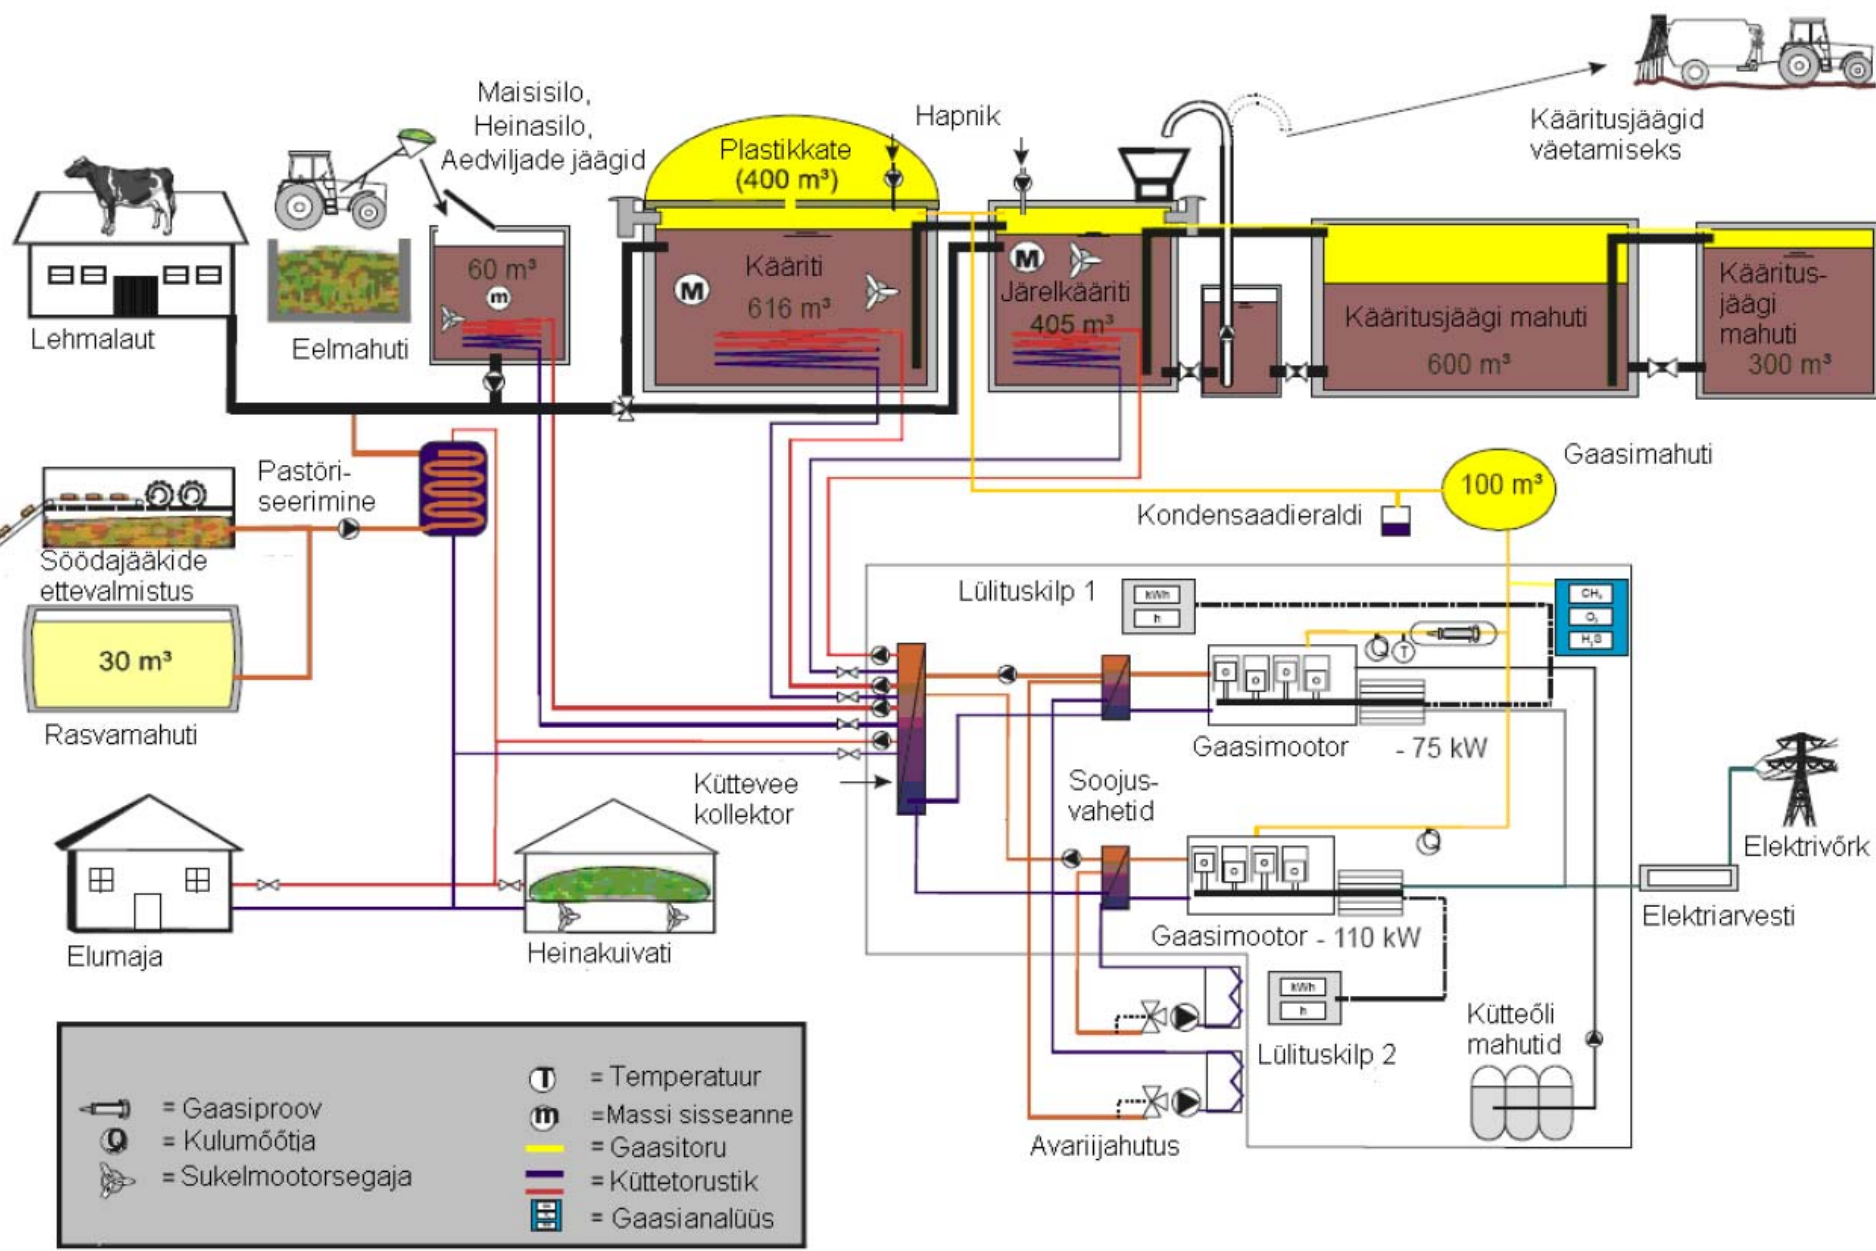 Maisisilo,
Heinasilo,
Aedviljade jäägid
Hapnik
Kääritusjäägid
väetamiseks
Plastikkate
(400 m³)
Lehmalaut
Eelmahuti
60 m³
m
M
Kääriti
616 m³
M
Järelkääriti
405 m³
Kääritusjäägi mahuti
600 m³
Kääritus-
jäägi
mahuti
300 m³
Pastöri-
seerimine
Söödajääkide
ettevalmistus
30 m³
Rasvamahuti
Gaasimahuti
100 m³
Kondensaadieraldi
Lülituskilp 1
kWh
h
CH₄
O₂
H₂S
Q
T
Gaasimootor - 75 kW
Küttevee
kollektor
Soojus-
vahetid
Q
Elektrivõrk
Elektriarvesti
Gaasimootor - 110 kW
Elumaja
Heinakuivati
kWh
h
Lülituskilp 2
Kütteõli
mahutid
Avariijahutus
= Gaasiproov
Q = Kulumõõtja
= Sukelmootorsegaja
T = Temperatuur
m =Massi sisseanne
= Gaasitoru
= Küttetorustik
= Gaasianalüüs